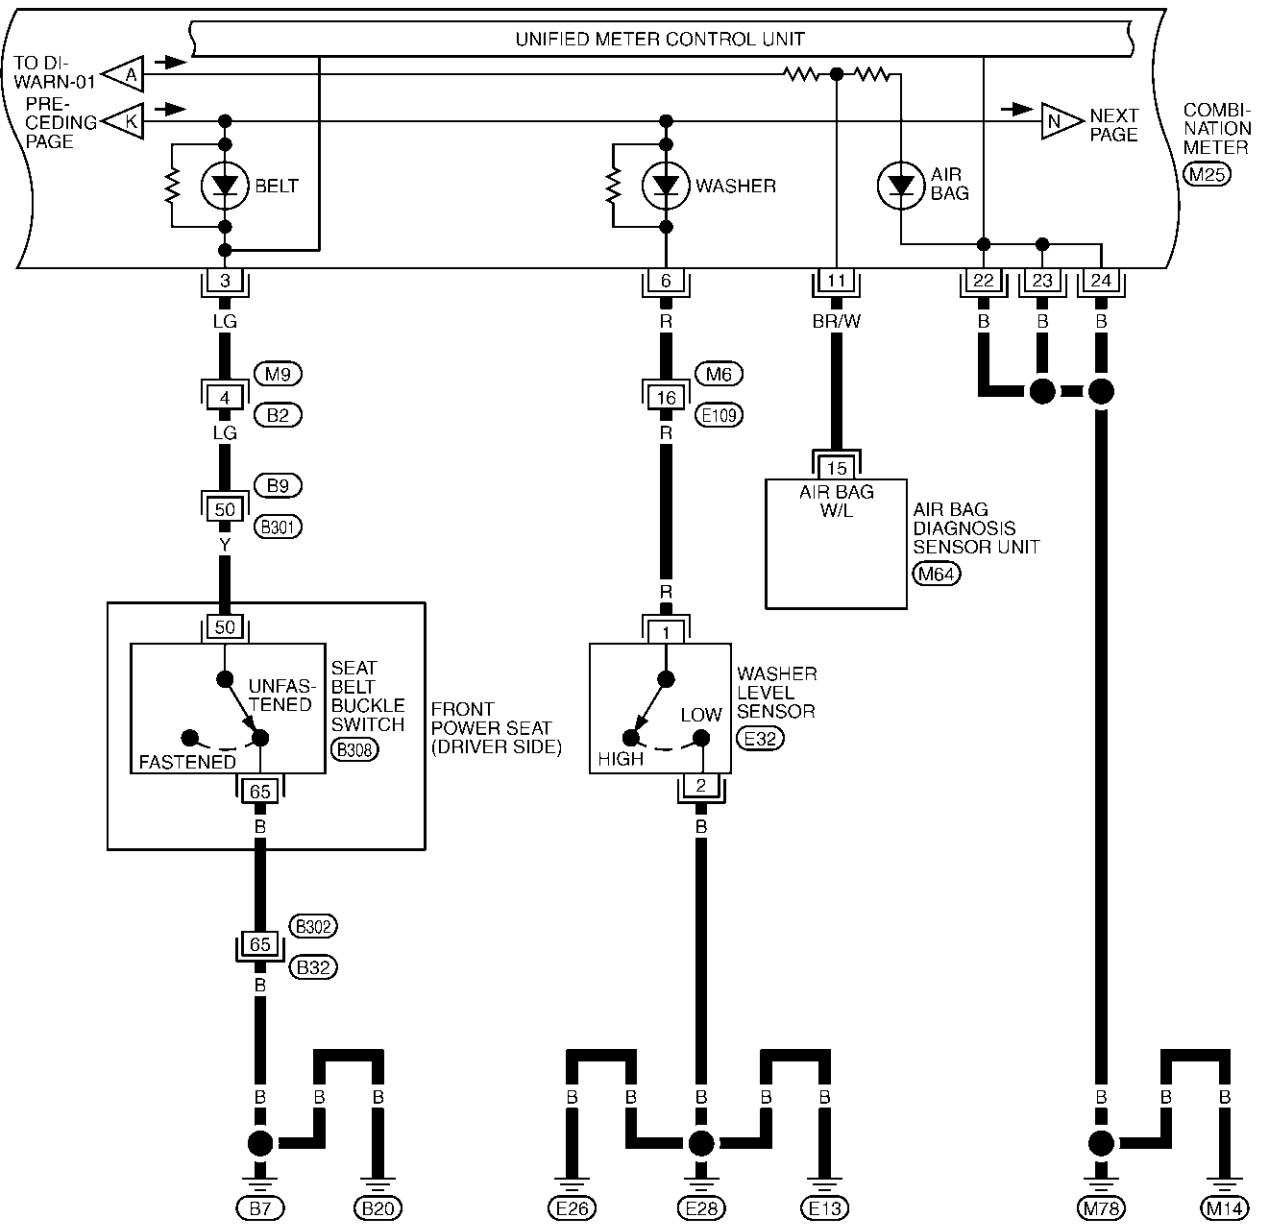 UNIFIED METER CONTROL UNIT
TO DI-
WARN-01
A
PRE-
CEDING
PAGE
K
N
NEXT
PAGE
COMBI-
NATION
METER
M25
BELT
WASHER
AIR
BAG
3
6
11
22
23
24
LG
R
BR/W
B
B
B
M9
4
B2
LG
M6
16
E109
R
B9
50
B301
Y
15
AIR BAG
W/L
AIR BAG
DIAGNOSIS
SENSOR UNIT
M64
R
50
UNFAS-
TENED
FASTENED
SEAT
BELT
BUCKLE
SWITCH
B308
FRONT
POWER SEAT
(DRIVER SIDE)
65
B
1
LOW
HIGH
WASHER
LEVEL
SENSOR
E32
2
B
B302
65
B32
B
B
B
B
B
B
B
B
B
B
B
B
B7
B20
E26
E28
E13
M78
M14